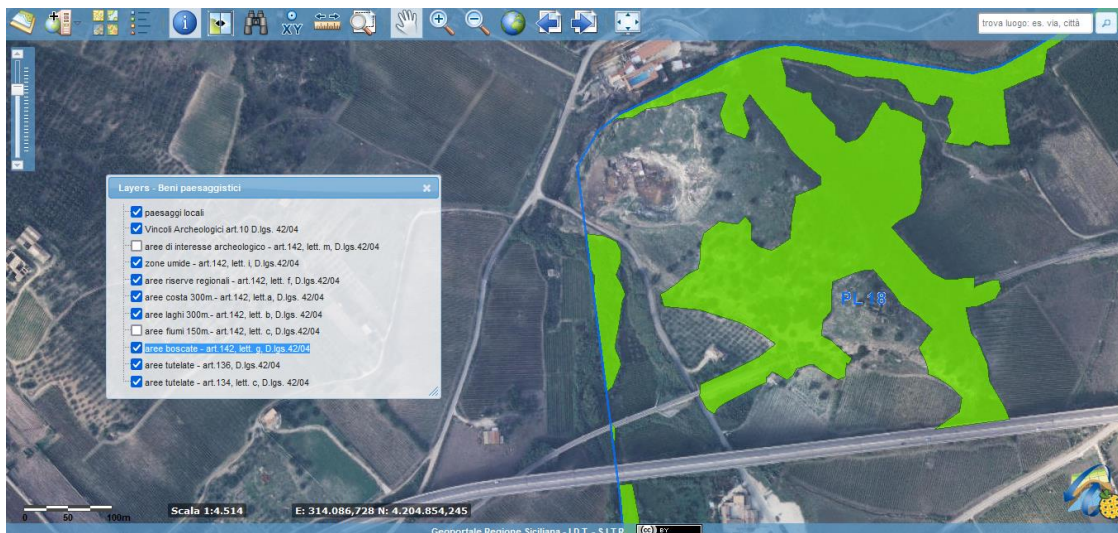 XY
trova luogo: es. via, città
Layers - Beni paesaggistici
paesaggi locali
Vincoli Archeologici art.10 D.lgs. 42/04
aree di interesse archeologico - art.142, lett. m, D.lgs.42/04
zone umide - art.142, lett. i, D.lgs.42/04
aree riserve regionali - art.142, lett. f, D.lgs.42/04
aree costa 300m.- art.142, lett.a, D.lgs. 42/04
aree laghi 300m.- art.142, lett. b, D.lgs. 42/04
aree fiumi 150m.- art.142, lett. c, D.lgs.42/04
aree boscate - art.142, lett. g, D.lgs.42/04
aree tutelate - art.136, D.lgs.42/04
aree tutelate - art.134, lett. c, D.lgs. 42/04
PL 18
0 50 100m
Scala 1:4.514
E: 314.086,728 N: 4.204.854,245
Geoportale Regione Siciliana - I.D.T. - S.I.T.R.
(cc) BY